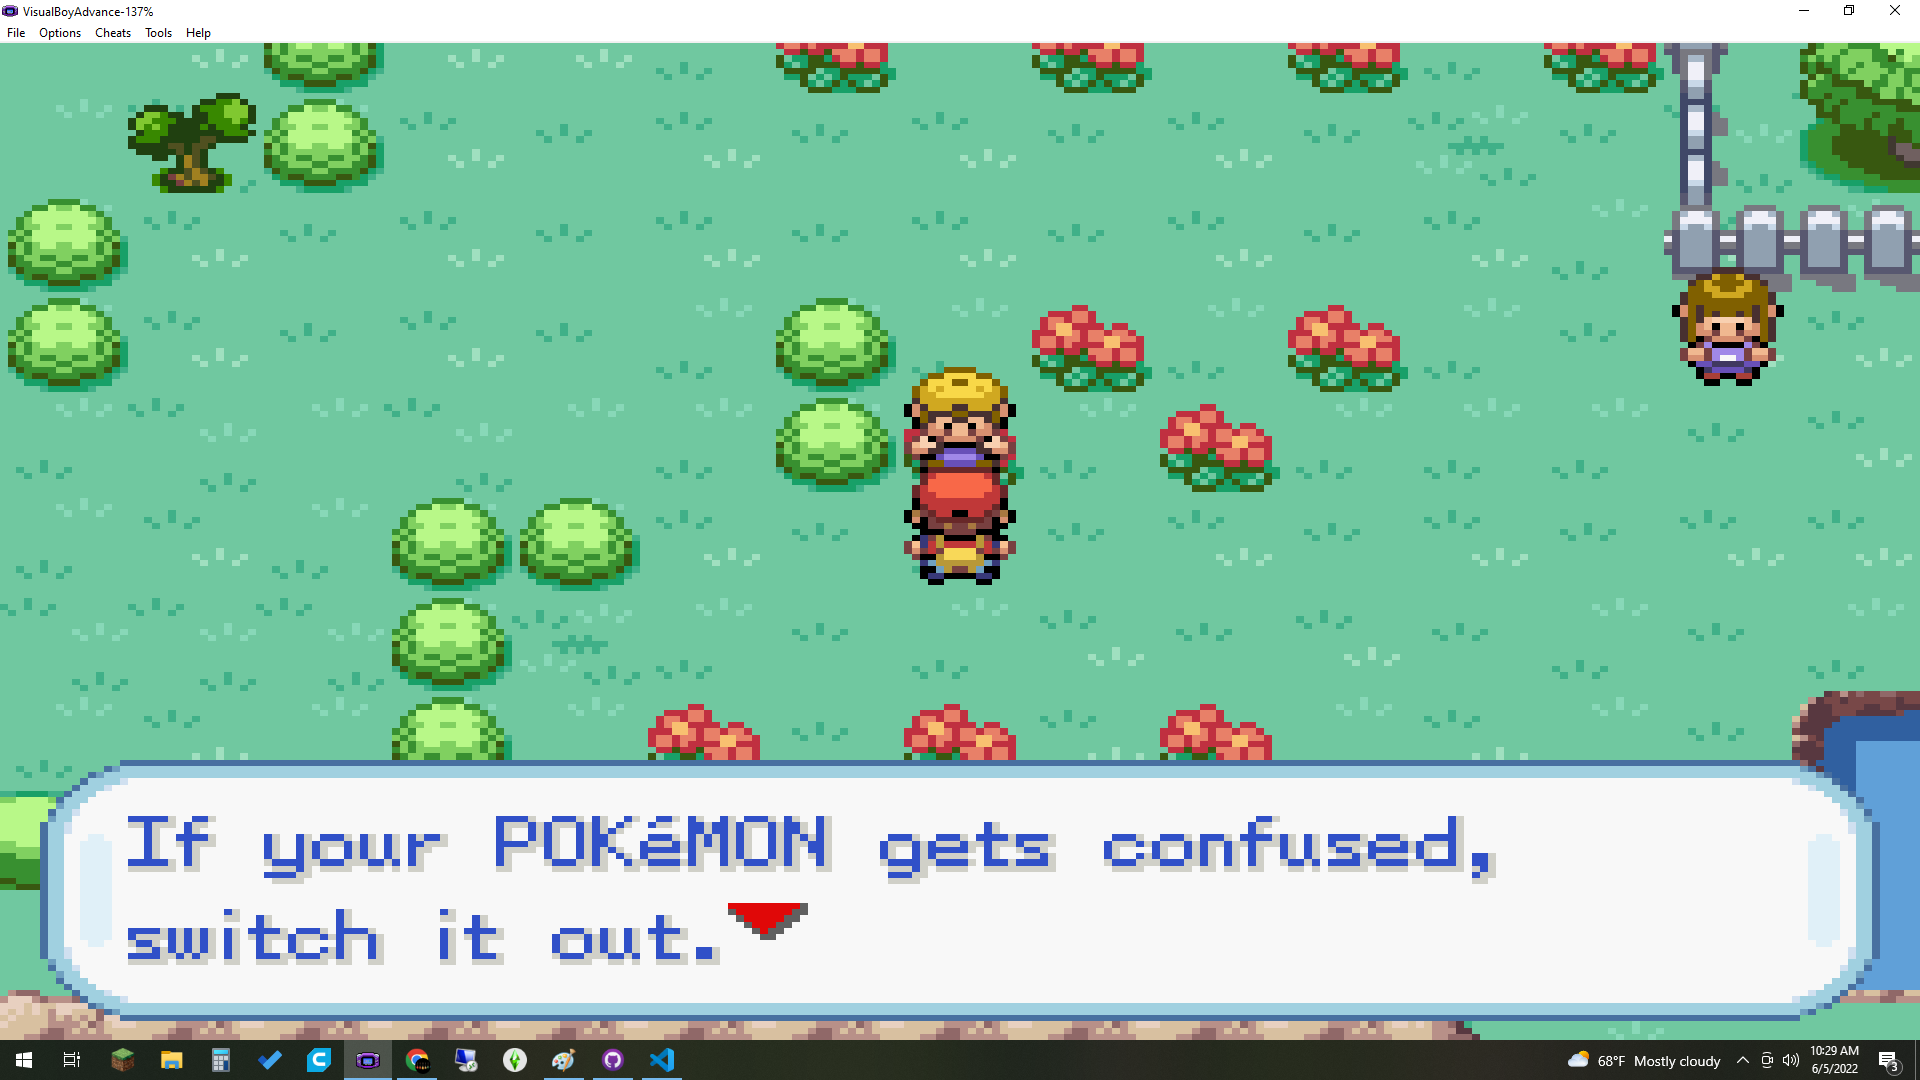 VisualBoyAdvance-137%
File Options Cheats Tools Help
If your POKéMON gets confused,
switch it out.
68°F Mostly cloudy
10:29 AM
6/5/2022
3